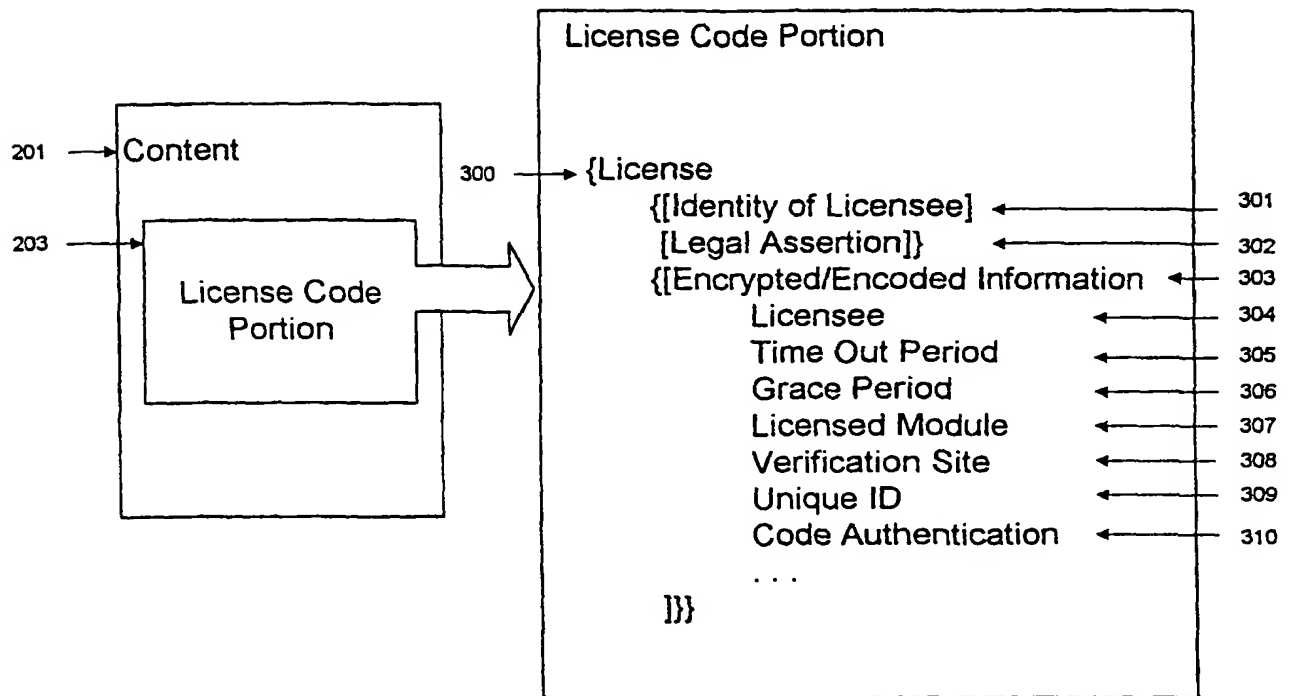 License Code Portion
201
Content
300
{License
{[Identity of Licensee]
301
203
[Legal Assertion]}
302
License Code
Portion
{[Encrypted/Encoded Information
303
Licensee
304
Time Out Period
305
Grace Period
306
Licensed Module
307
Verification Site
308
Unique ID
309
Code Authentication
310
. . .
]}}